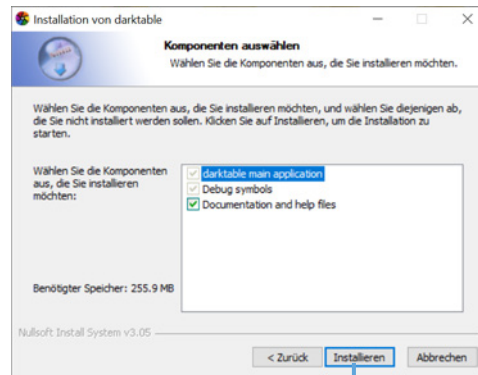 Installation von darktable
Komponenten auswählen
Wählen Sie die Komponenten aus, die Sie installieren möchten.
Wählen Sie die Komponenten aus, die Sie installieren möchten, und wählen Sie diejenigen ab,
die Sie nicht installiert werden sollen. Klicken Sie auf Installieren, um die Installation zu
starten.
Wählen Sie die Komponenten
aus, die Sie installieren
möchten:
darktable main application
Debug symbols
Documentation and help files
Benötigter Speicher: 255.9 MB
Nullsoft Install System v3.05
< Zurück
Installieren
Abbrechen